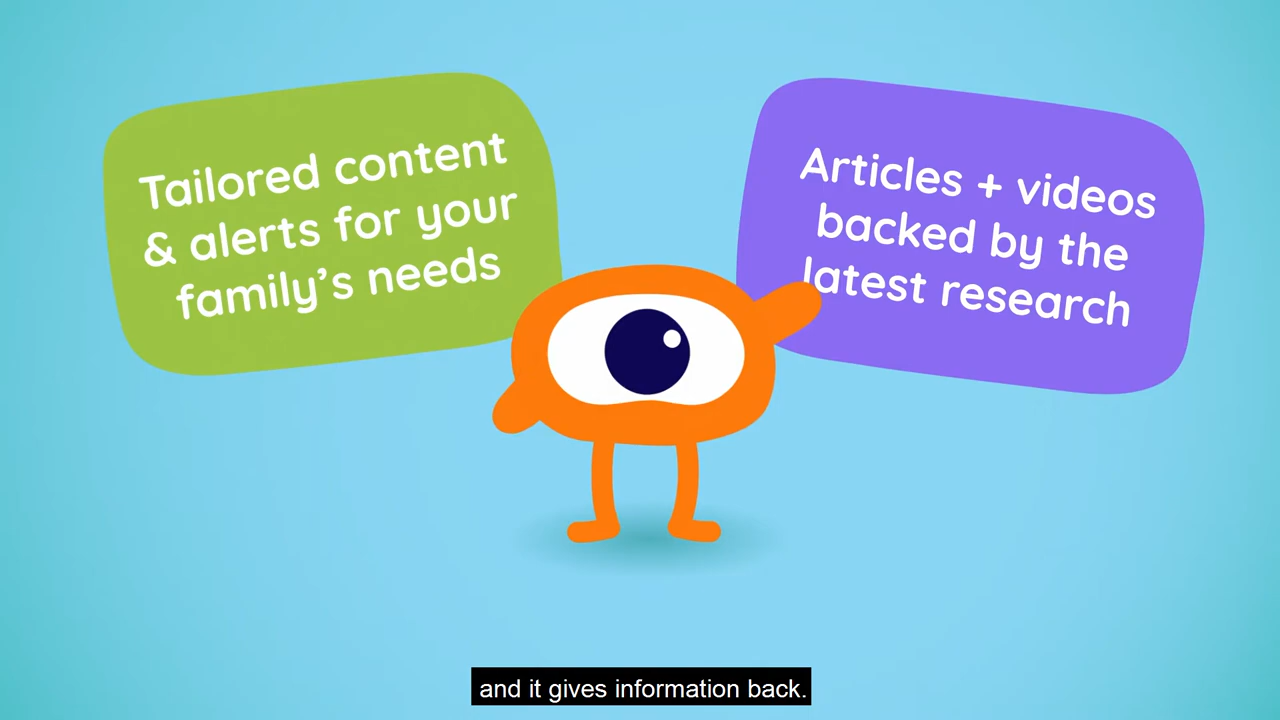 Tailored content
& alerts for your
family’s needs
Articles + videos
backed by the
latest research
and it gives information back.